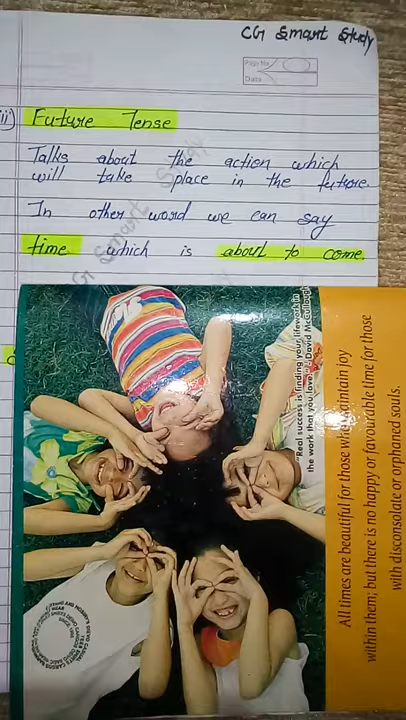 CG Smart Study
Page No.
Date
iii) Future Tense
Talks about the action which
will take place in the future.
In other word we can say
time which is about to come.
CG Smart Study
"Real success is finding your lifework in
the work that you love." - David McCullough
All times are beautiful for those who maintain joy
within them; but there is no happy or favourable time for those
with disconsolate or orphaned souls.